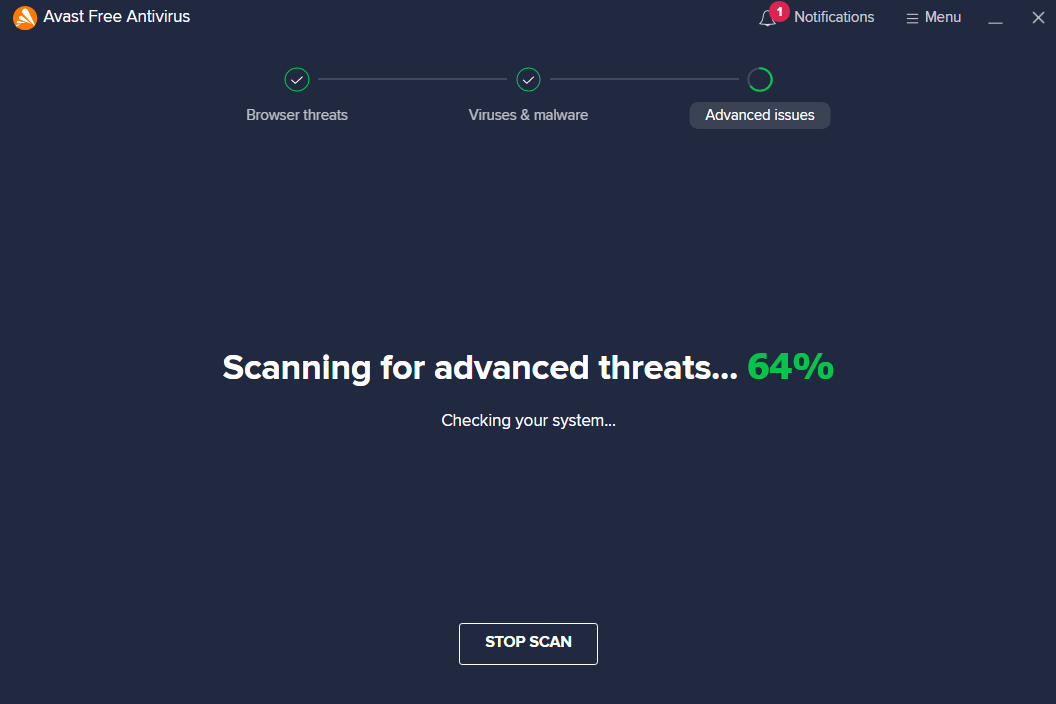 Avast Free Antivirus
1 Notifications
Menu
Browser threats
Viruses & malware
Advanced issues
Scanning for advanced threats... 64%
Checking your system...
STOP SCAN